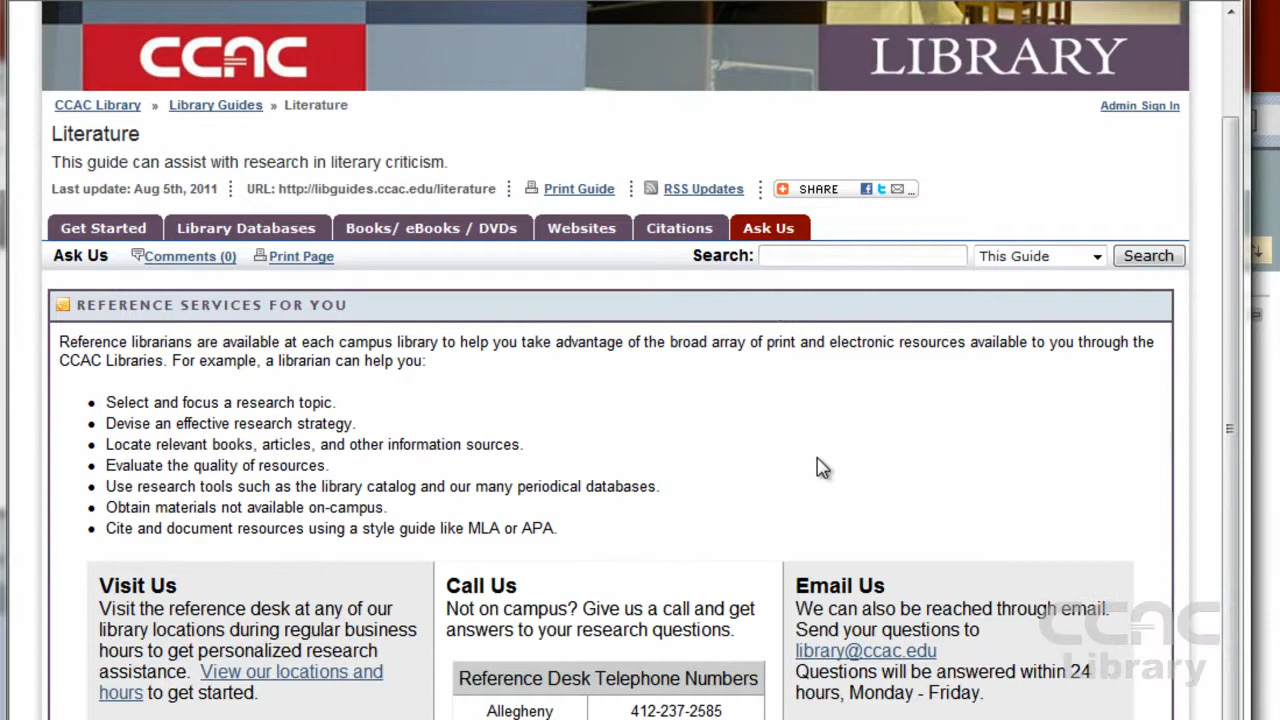 CCAC
LIBRARY
CCAC Library » Library Guides » Literature
Admin Sign In
Literature
This guide can assist with research in literary criticism.
Last update: Aug 5th, 2011 URL: http://libguides.ccac.edu/literature Print Guide RSS Updates SHARE ...
Get Started Library Databases Books/ eBooks / DVDs Websites Citations Ask Us
Ask Us Comments (0) Print Page Search: This Guide Search
REFERENCE SERVICES FOR YOU
Reference librarians are available at each campus library to help you take advantage of the broad array of print and electronic resources available to you through the
CCAC Libraries. For example, a librarian can help you:
• Select and focus a research topic.
• Devise an effective research strategy.
• Locate relevant books, articles, and other information sources.
• Evaluate the quality of resources.
• Use research tools such as the library catalog and our many periodical databases.
• Obtain materials not available on-campus.
• Cite and document resources using a style guide like MLA or APA.
Visit Us
Visit the reference desk at any of our
library locations during regular business
hours to get personalized research
assistance. View our locations and
hours to get started.
Call Us
Not on campus? Give us a call and get
answers to your research questions.
Reference Desk Telephone Numbers
Allegheny 412-237-2585
Email Us
We can also be reached through email.
Send your questions to
library@ccac.edu
Questions will be answered within 24
hours, Monday - Friday.
CCAC
Library